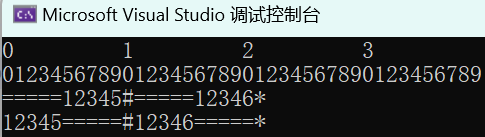 Microsoft Visual Studio 调试控制台
0         1         2         3
0123456789012345678901234567890123456789
=====12345#=====12346*
12345=====#12346=====*